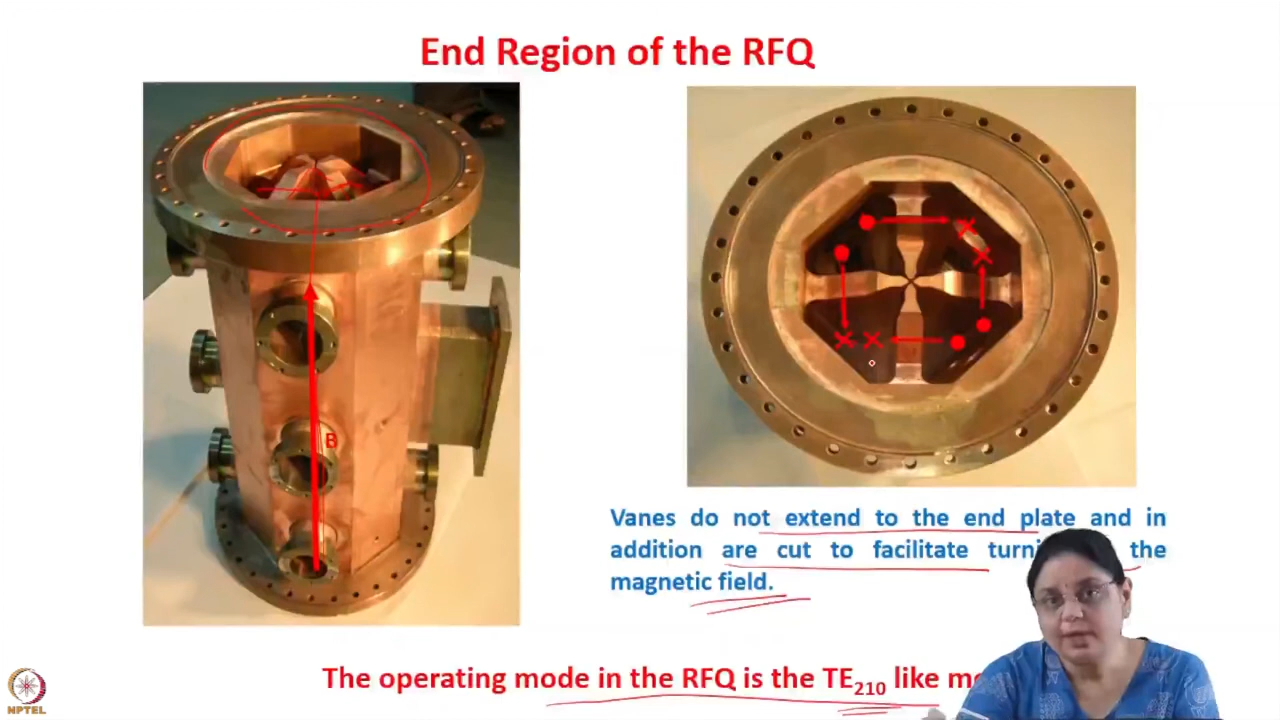 End Region of the RFQ
B
Vanes do not extend to the end plate and in
addition are cut to facilitate the
magnetic field.
The operating mode in the RFQ is the TE₂₁₀ like
NPTEL